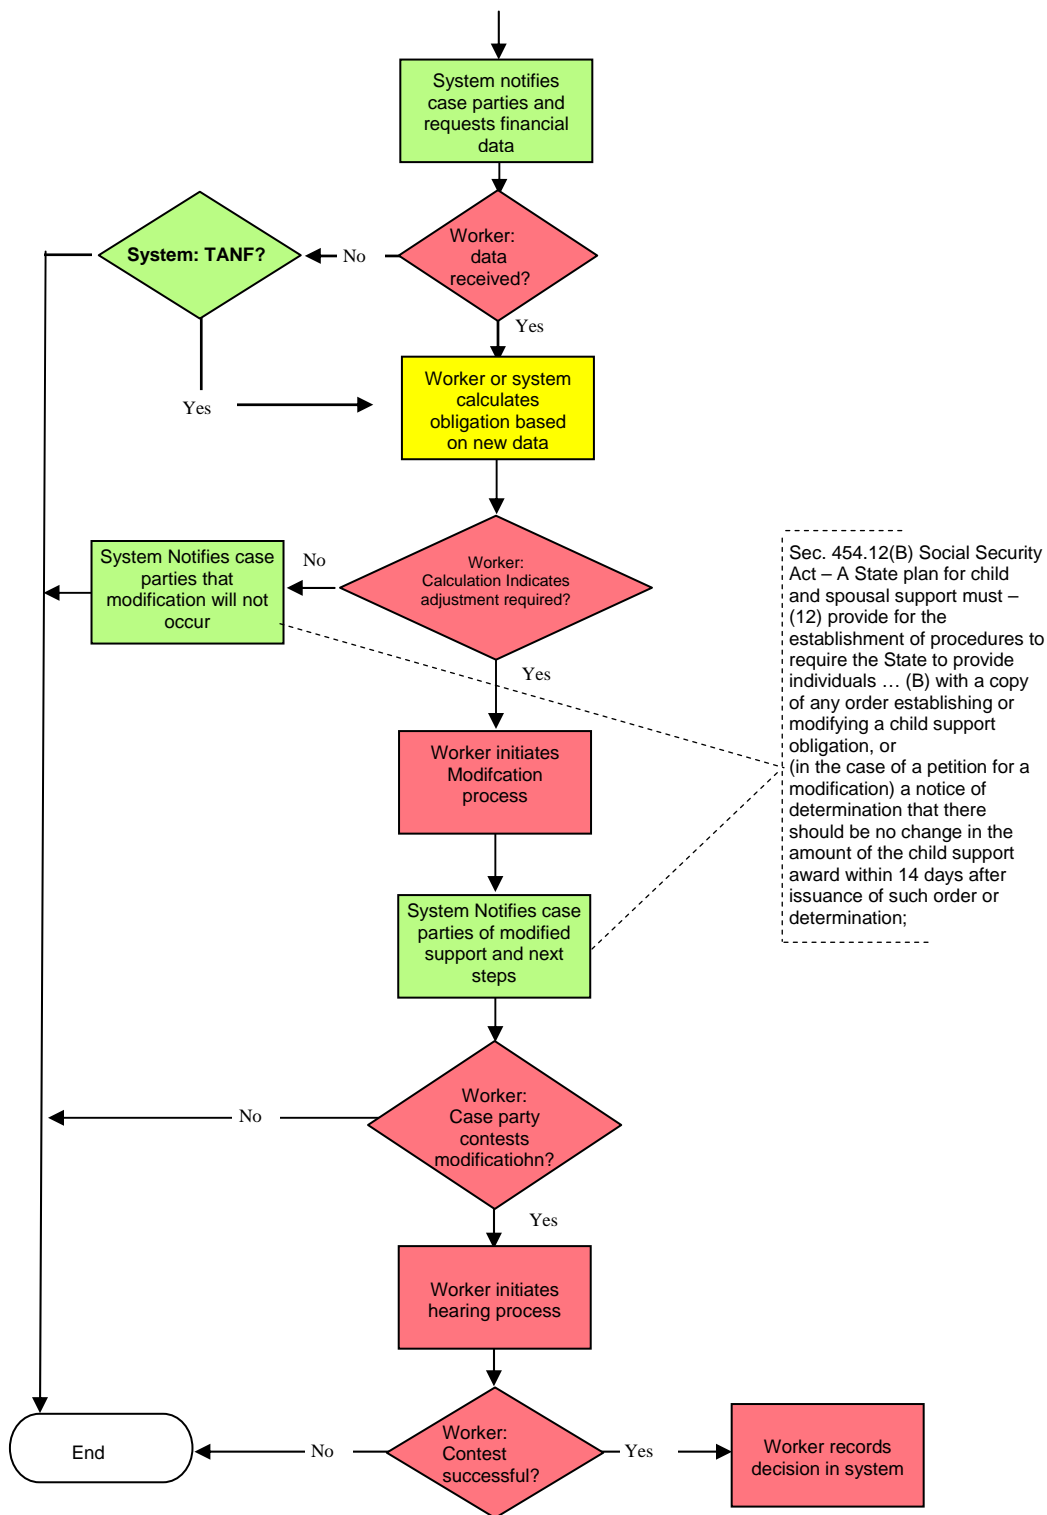 System notifies
case parties and
requests financial
data
Worker:
data
received?
No
System: TANF?
Yes
Yes
Worker or system
calculates
obligation based
on new data
Worker:
Calculation Indicates
adjustment required?
No
System Notifies case
parties that
modification will not
occur
Yes
Sec. 454.12(B) Social Security
Act – A State plan for child
and spousal support must –
(12) provide for the
establishment of procedures to
require the State to provide
individuals … (B) with a copy
of any order establishing or
modifying a child support
obligation, or
(in the case of a petition for a
modification) a notice of
determination that there
should be no change in the
amount of the child support
award within 14 days after
issuance of such order or
determination;
Worker initiates
Modifcation
process
System Notifies case
parties of modified
support and next
steps
Worker:
Case party
contests
modificatiohn?
No
Yes
Worker initiates
hearing process
Worker:
Contest
successful?
No
End
Yes
Worker records
decision in system